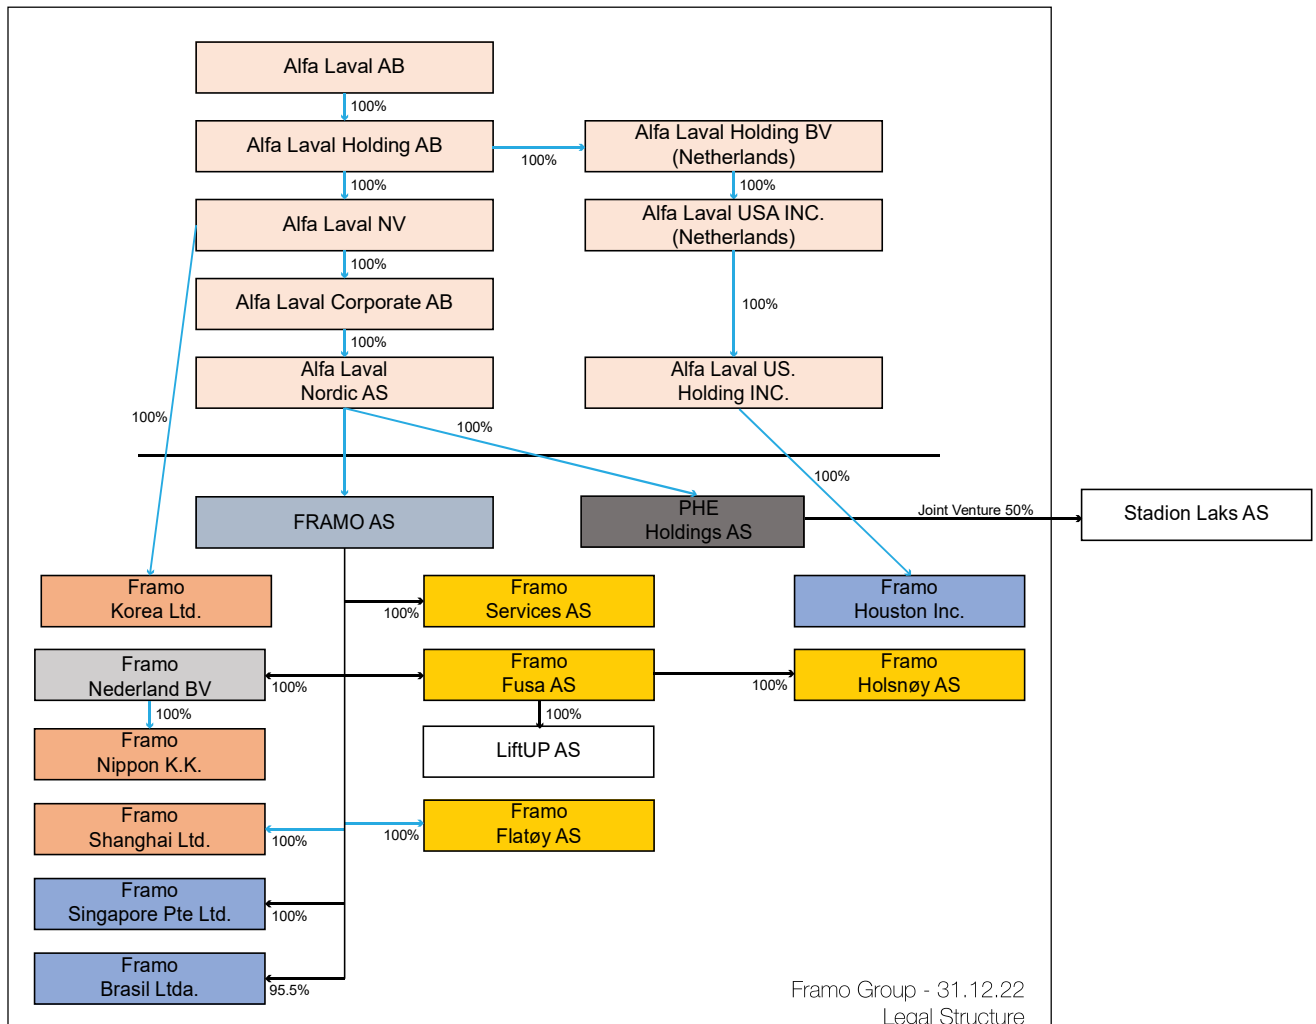 Alfa Laval AB
100%
Alfa Laval Holding AB
100%
Alfa Laval Holding BV
(Netherlands)
100%
100%
Alfa Laval NV
Alfa Laval USA INC.
(Netherlands)
100%
Alfa Laval Corporate AB
100%
100%
Alfa Laval
Nordic AS
Alfa Laval US.
Holding INC.
100%
100%
100%
FRAMO AS
PHE
Holdings AS
Joint Venture 50%
Stadion Laks AS
Framo
Korea Ltd.
100%
Framo
Services AS
Framo
Houston Inc.
Framo
Nederland BV
100%
Framo
Fusa AS
100%
Framo
Holsnøy AS
100%
100%
Framo
Nippon K.K.
LiftUP AS
Framo
Shanghai Ltd.
100%
100%
Framo
Flatøy AS
Framo
Singapore Pte Ltd.
100%
Framo
Brasil Ltda.
95.5%
Framo Group - 31.12.22
Legal Structure